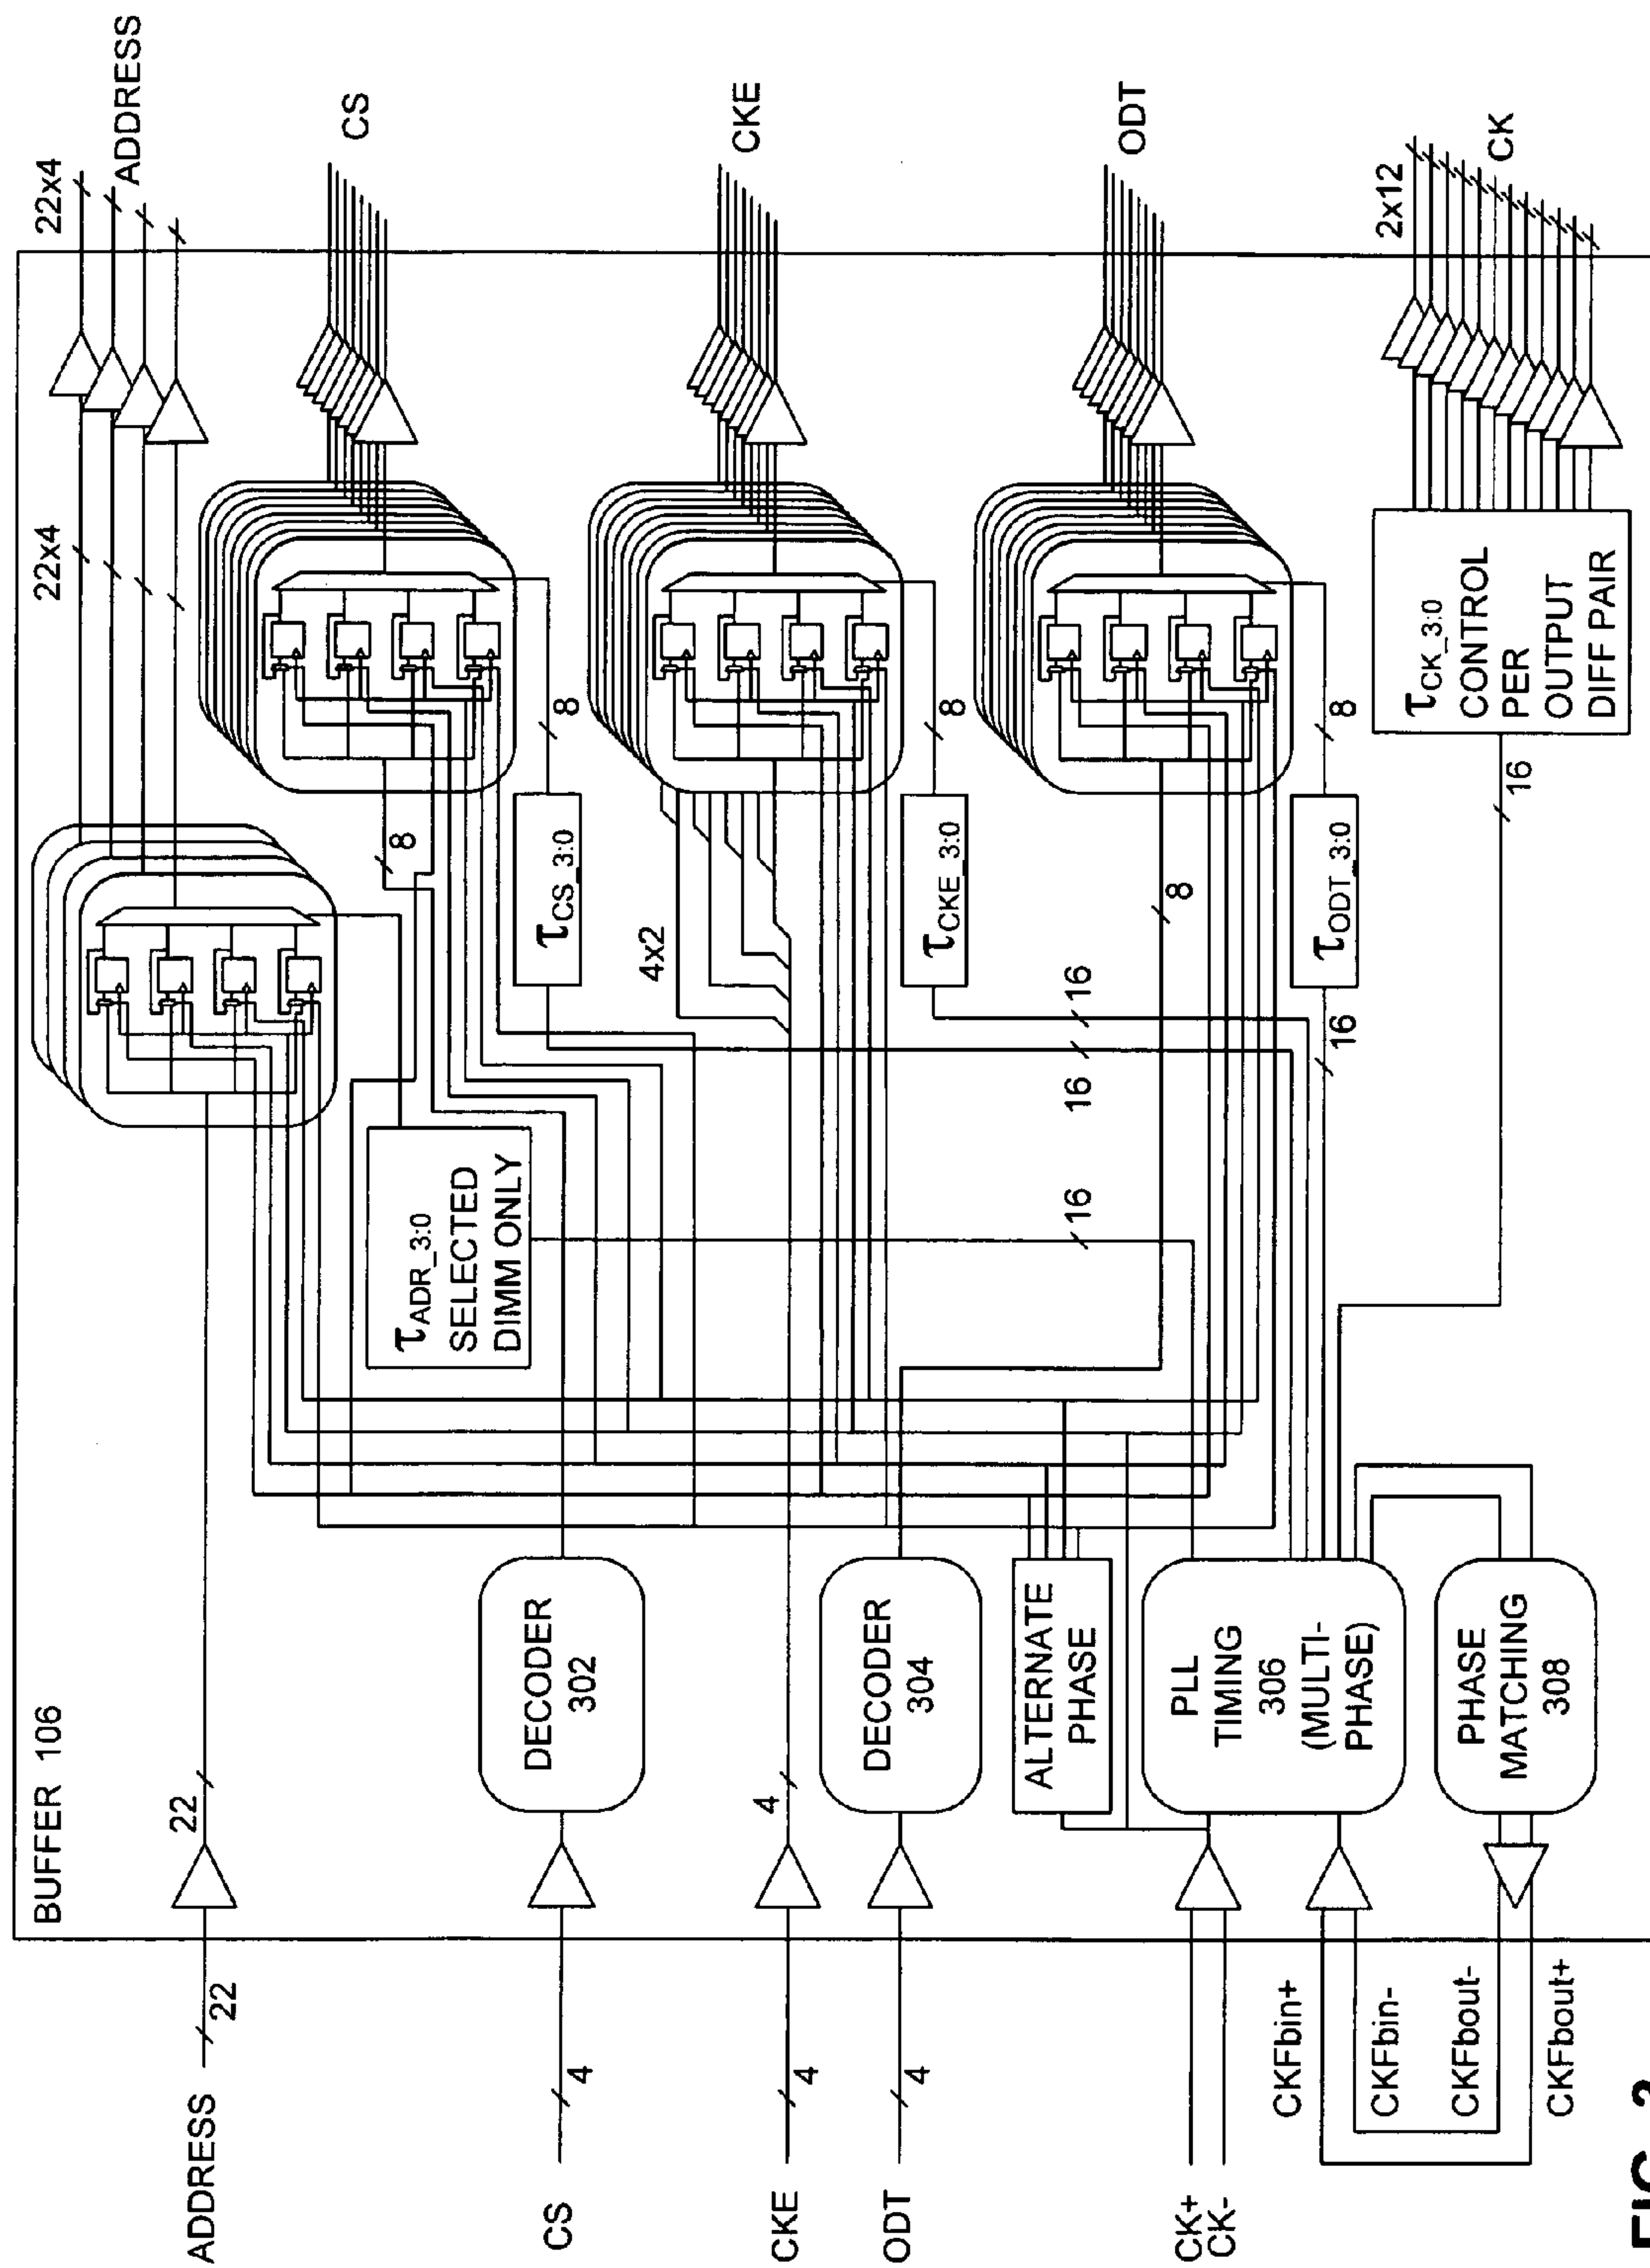 BUFFER 106
ADDRESS
22
22
22x4
22x4
ADDRESS
τADR_3:0
SELECTED
DIMM ONLY
CS
4
DECODER
302
8
τCS_3:0
8
CS
CKE
4
4
4x2
τCKE_3:0
8
CKE
ODT
4
DECODER
304
8
τODT_3:0
8
ODT
16
16
16
16
ALTERNATE
PHASE
CK+
CK-
PLL
TIMING
306
(MULTI-
PHASE)
16
τCK_3:0
CONTROL
PER
OUTPUT
DIFF PAIR
2x12
CK
CKFbin+
CKFbin-
CKFbout-
CKFbout+
PHASE
MATCHING
308